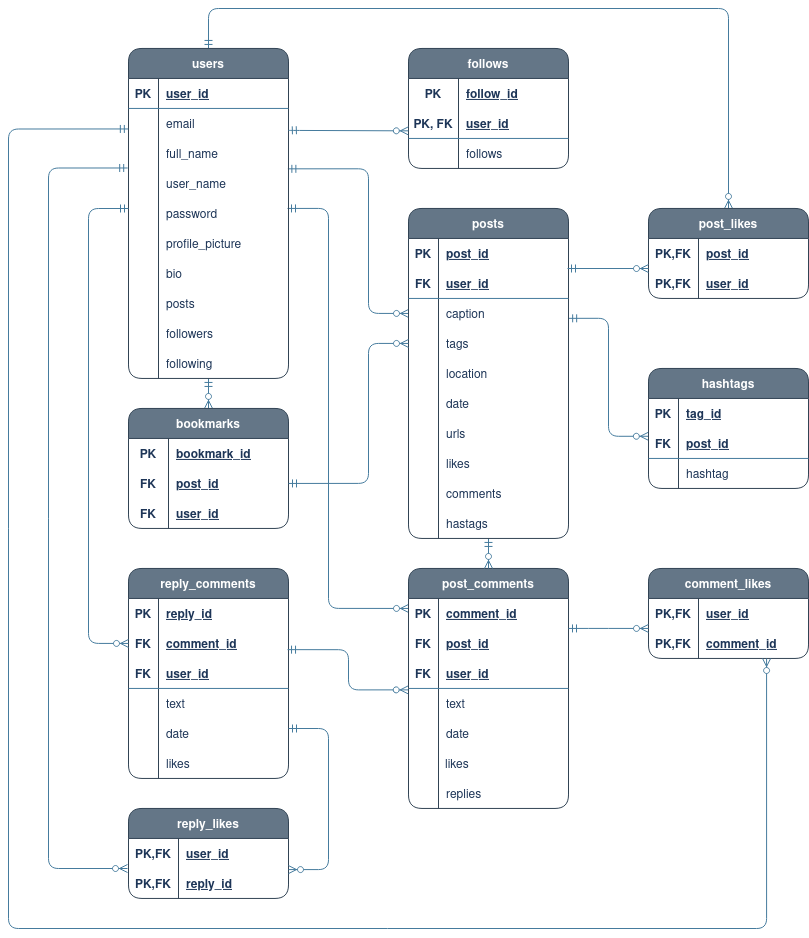 users
PK user_id
email
full_name
user_name
password
profile_picture
bio
posts
followers
following
follows
PK follow_id
PK, FK user_id
follows
posts
PK post_id
FK user_id
caption
tags
location
date
urls
likes
comments
hastags
post_likes
PK,FK post_id
PK,FK user_id
hashtags
PK tag_id
FK post_id
hashtag
bookmarks
PK bookmark_id
FK post_id
FK user_id
reply_comments
PK reply_id
FK comment_id
FK user_id
text
date
likes
post_comments
PK comment_id
FK post_id
FK user_id
text
date
likes
replies
comment_likes
PK,FK user_id
PK,FK comment_id
reply_likes
PK,FK user_id
PK,FK reply_id